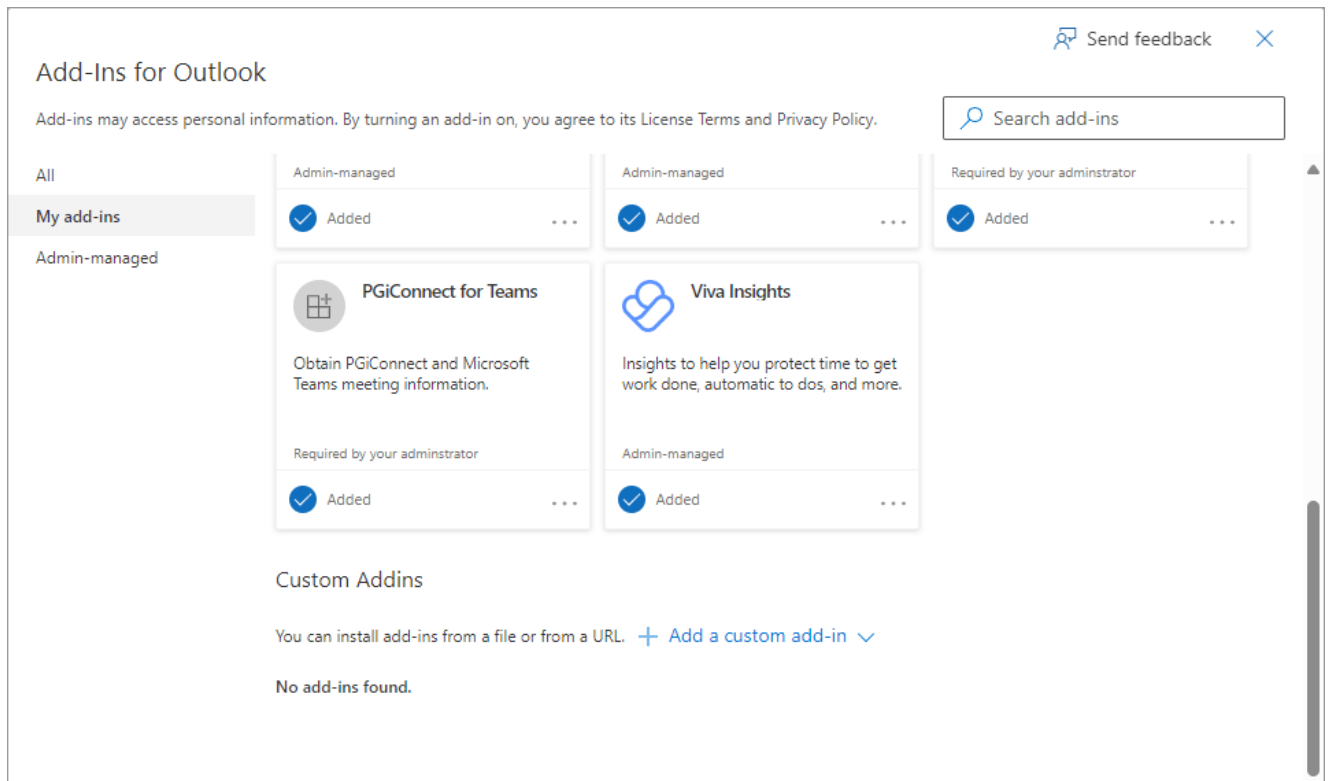 Send feedback
Add-Ins for Outlook
Add-ins may access personal information. By turning an add-in on, you agree to its License Terms and Privacy Policy.
Search add-ins
All
My add-ins
Admin-managed
Admin-managed
Added
Admin-managed
Added
Required by your adminstrator
Added
PGiConnect for Teams
Obtain PGiConnect and Microsoft
Teams meeting information.
Required by your adminstrator
Added
Viva Insights
Insights to help you protect time to get
work done, automatic to dos, and more.
Admin-managed
Added
Custom Addins
You can install add-ins from a file or from a URL. + Add a custom add-in
No add-ins found.